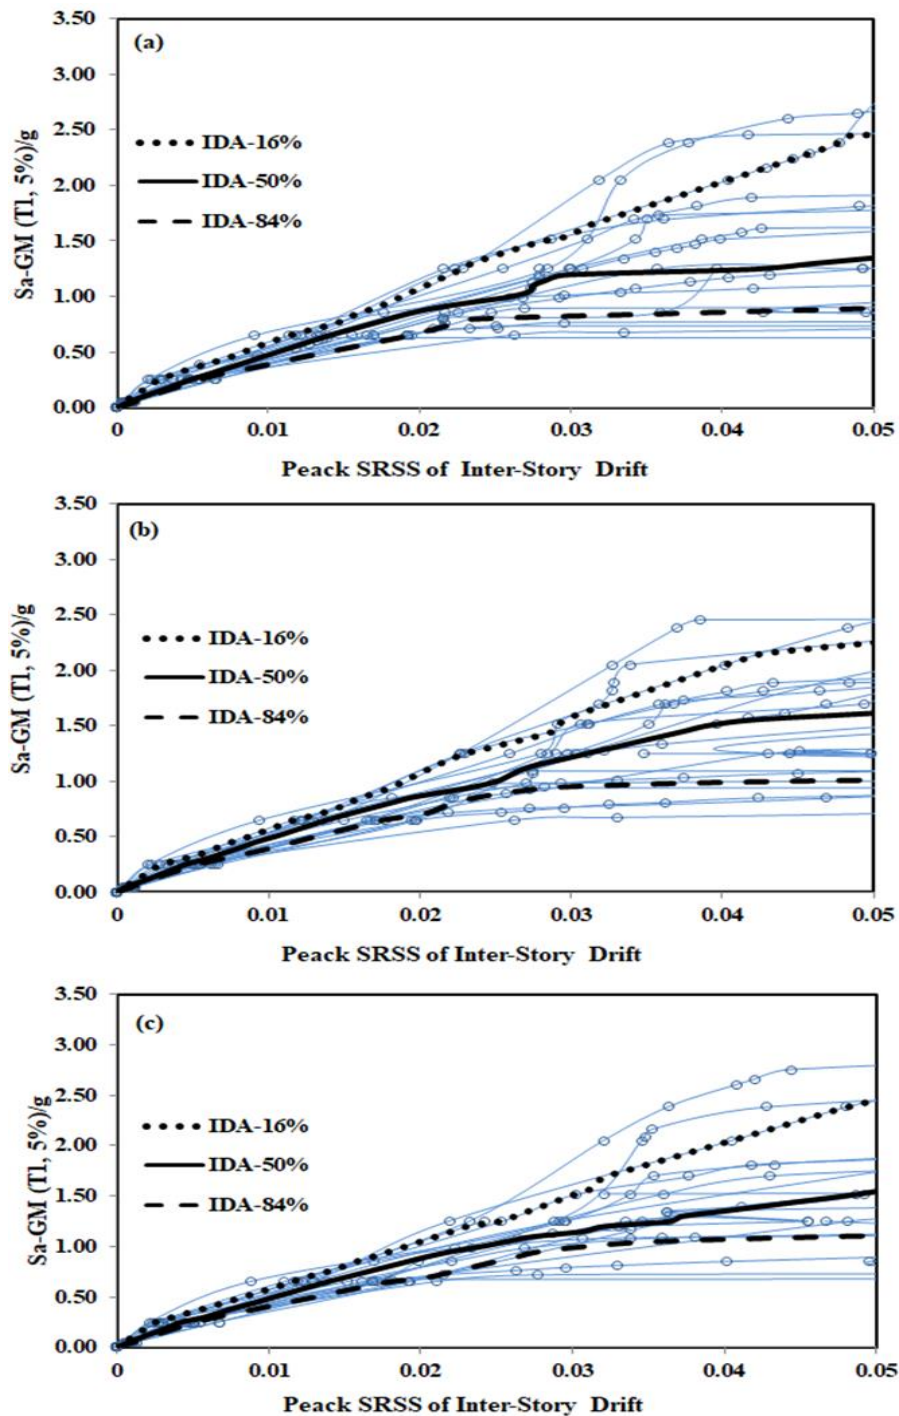 3.50
(a)
3.00
2.50
IDA-16%
2.00
IDA-50%
IDA-84%
1.50
1.00
0.50
0.00
Sa-GM (T1, 5%)/g
0 0.01 0.02 0.03 0.04 0.05
Peack SRSS of Inter-Story Drift
3.50
(b)
3.00
2.50
IDA-16%
2.00
IDA-50%
IDA-84%
1.50
1.00
0.50
0.00
Sa-GM (T1, 5%)/g
0 0.01 0.02 0.03 0.04 0.05
Peack SRSS of Inter-Story Drift
3.50
(c)
3.00
2.50
IDA-16%
2.00
IDA-50%
IDA-84%
1.50
1.00
0.50
0.00
Sa-GM (T1, 5%)/g
0 0.01 0.02 0.03 0.04 0.05
Peack SRSS of Inter-Story Drift